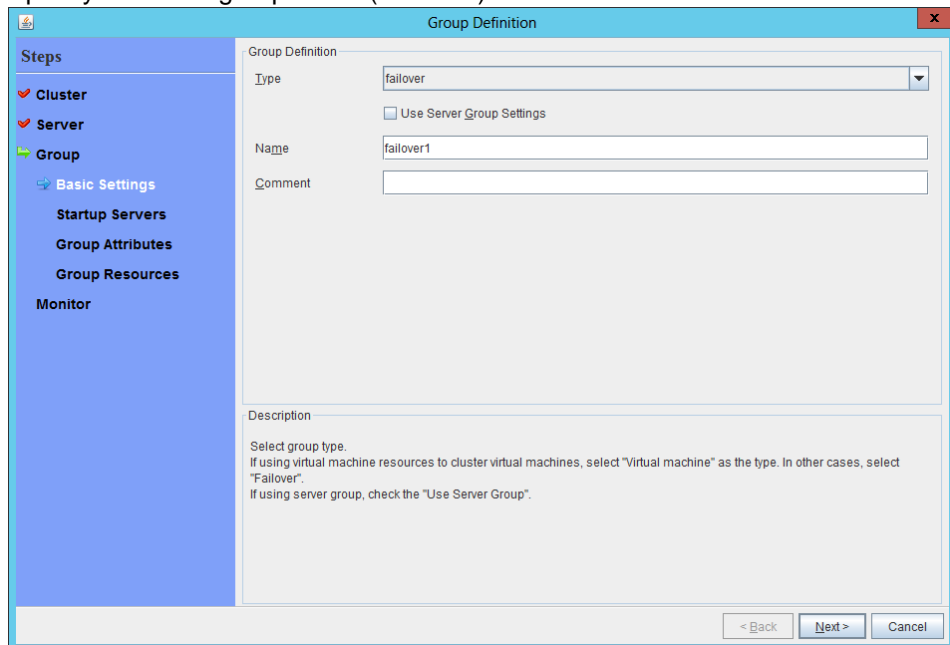 Group Definition
x
Steps
Cluster
Server
Group
Basic Settings
Startup Servers
Group Attributes
Group Resources
Monitor
Group Definition
Type
failover
Use Server Group Settings
Name
failover1
Comment
Description
Select group type.
If using virtual machine resources to cluster virtual machines, select "Virtual machine" as the type. In other cases, select
"Failover".
If using server group, check the "Use Server Group".
< Back
Next >
Cancel